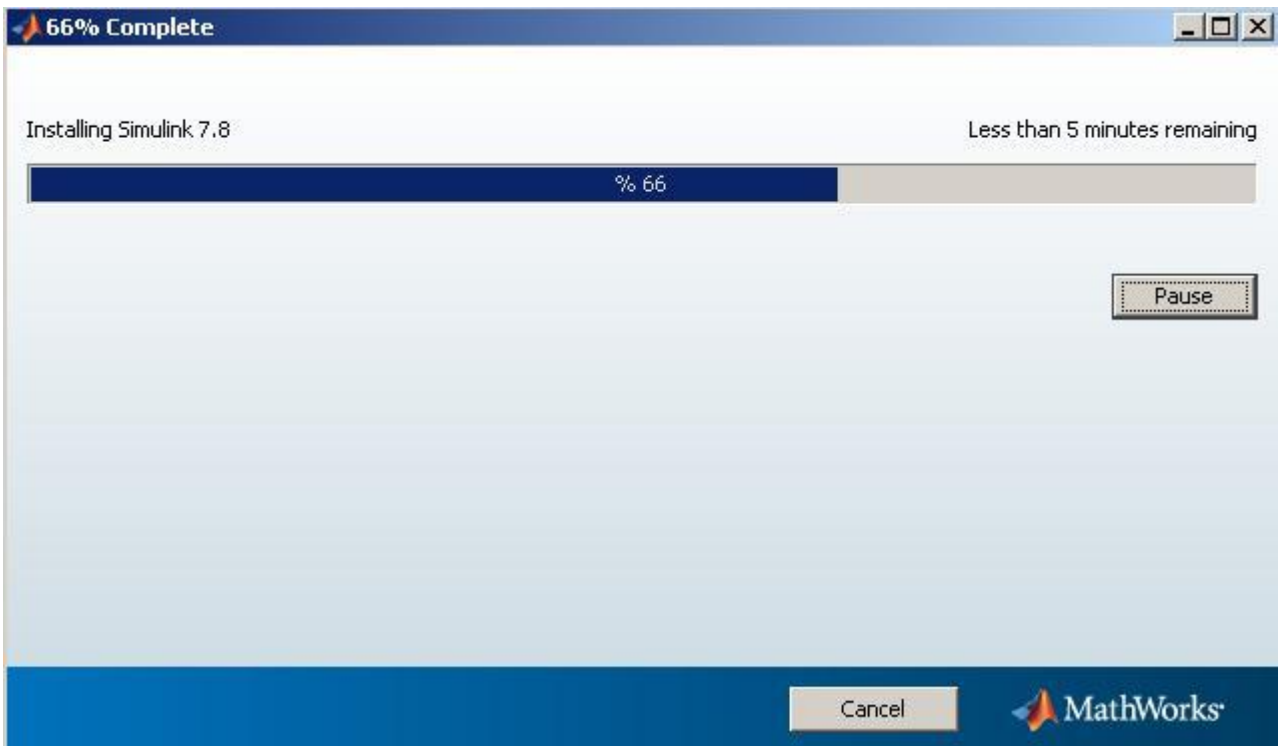 66% Complete
Installing Simulink 7.8 Less than 5 minutes remaining
% 66
Pause
Cancel MathWorks